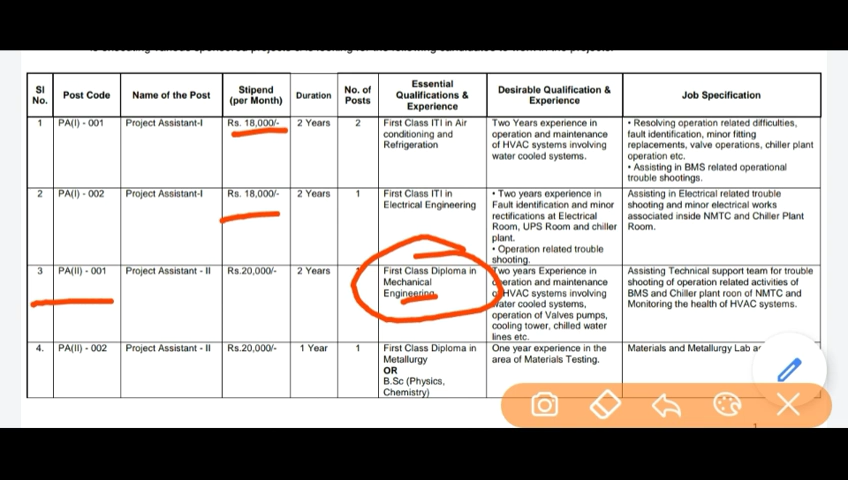 Sl No.
Post Code
Name of the Post
Stipend
(per Month)
Duration
No. of
Posts
Essential
Qualifications &
Experience
Desirable Qualification &
Experience
Job Specification
1
PA(I) - 001
Project Assistant-I
Rs. 18,000/-
2 Years
2
First Class ITI in Air
conditioning and
Refrigeration
Two Years experience in
operation and maintenance
of HVAC systems involving
water cooled systems.
• Resolving operation related difficulties,
fault identification, minor fitting
replacements, valve operations, chiller plant
operation etc.
• Assisting in BMS related operational
trouble shootings.
2
PA(I) - 002
Project Assistant-I
Rs. 18,000/-
2 Years
1
First Class ITI in
Electrical Engineering
• Two years experience in
Fault identification and minor
rectifications at Electrical
Room, UPS Room and chiller
plant.
• Operation related trouble
shooting.
Assisting in Electrical related trouble
shooting and minor electrical works
associated inside NMTC and Chiller Plant
Room.
3
PA(II) - 001
Project Assistant - II
Rs.20,000/-
2 Years
First Class Diploma in
Mechanical
Engineering
Two years Experience in
operation and maintenance
of HVAC systems involving
water cooled systems,
operation of Valves pumps,
cooling tower, chilled water
lines etc.
Assisting Technical support team for trouble
shooting of operation related activities of
BMS and Chiller plant roon of NMTC and
Monitoring the health of HVAC systems.
4.
PA(II) - 002
Project Assistant - II
Rs.20,000/-
1 Year
1
First Class Diploma in
Metallurgy
OR
B.Sc (Physics,
Chemistry)
One year experience in the
area of Materials Testing.
Materials and Metallurgy Lab